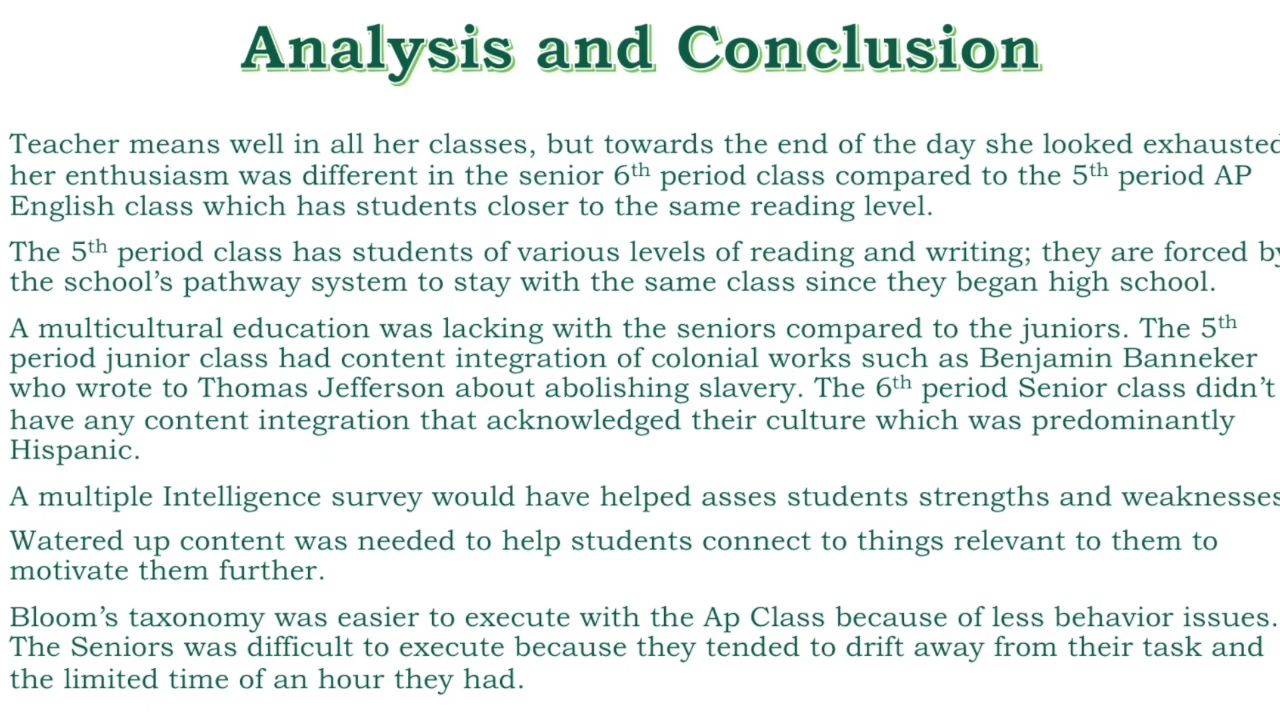 Analysis and Conclusion
Teacher means well in all her classes, but towards the end of the day she looked exhausted
her enthusiasm was different in the senior 6th period class compared to the 5th period AP
English class which has students closer to the same reading level.
The 5th period class has students of various levels of reading and writing; they are forced by
the school's pathway system to stay with the same class since they began high school.
A multicultural education was lacking with the seniors compared to the juniors. The 5th
period junior class had content integration of colonial works such as Benjamin Banneker
who wrote to Thomas Jefferson about abolishing slavery. The 6th period Senior class didn't
have any content integration that acknowledged their culture which was predominantly
Hispanic.
A multiple Intelligence survey would have helped asses students strengths and weaknesses
Watered up content was needed to help students connect to things relevant to them to
motivate them further.
Bloom's taxonomy was easier to execute with the Ap Class because of less behavior issues.
The Seniors was difficult to execute because they tended to drift away from their task and
the limited time of an hour they had.